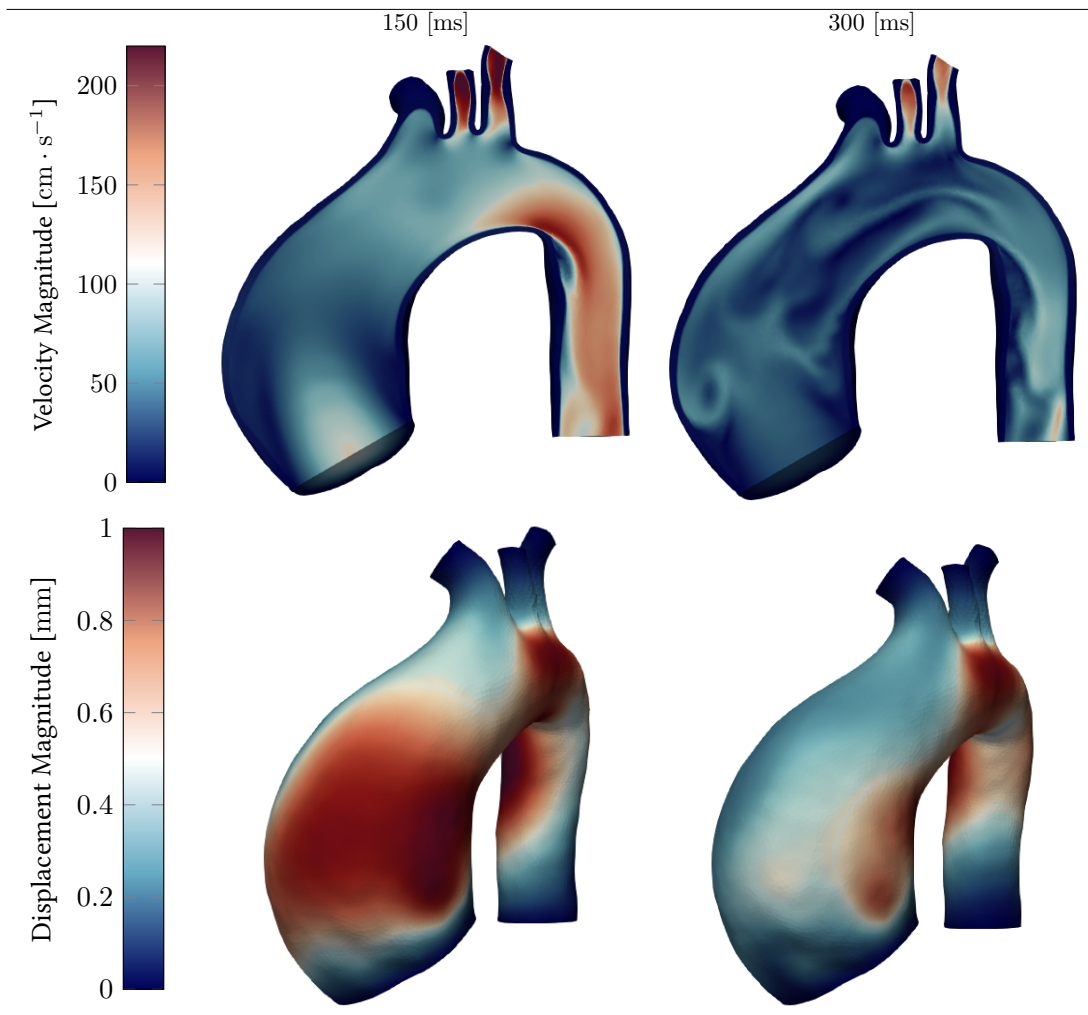 150 [ms]
300 [ms]
Velocity Magnitude [cm · s⁻¹]
200
150
100
50
0
Displacement Magnitude [mm]
1
0.8
0.6
0.4
0.2
0